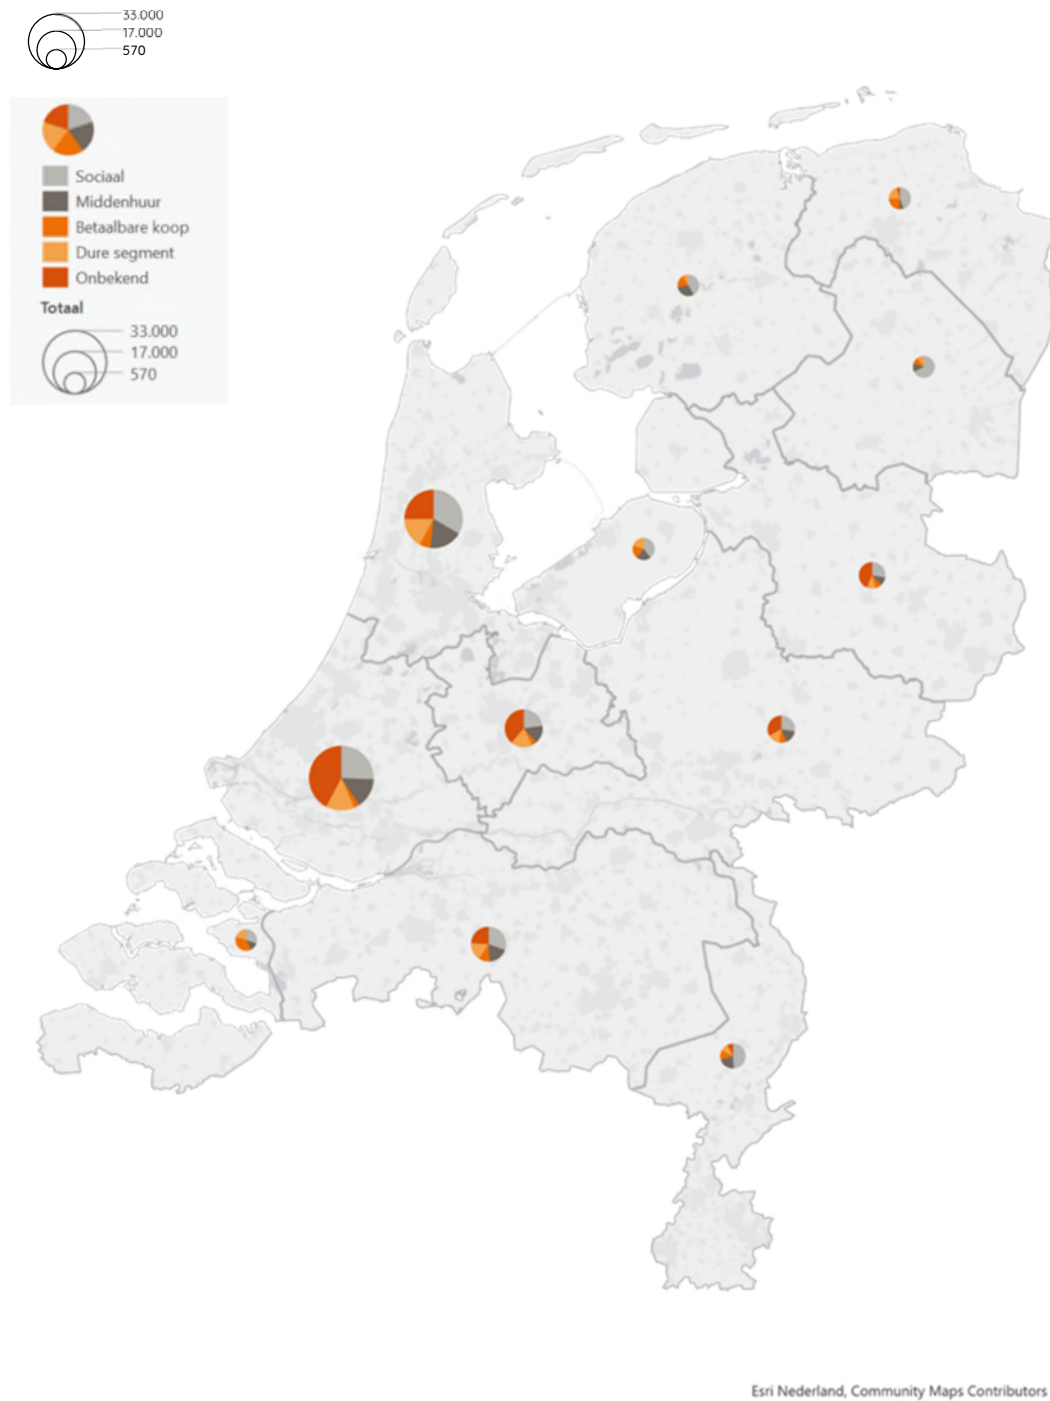 33.000
17.000
570
Sociaal
Middenhuur
Betaalbare koop
Dure segment
Onbekend
Totaal
33.000
17.000
570
Esri Nederland, Community Maps Contributors